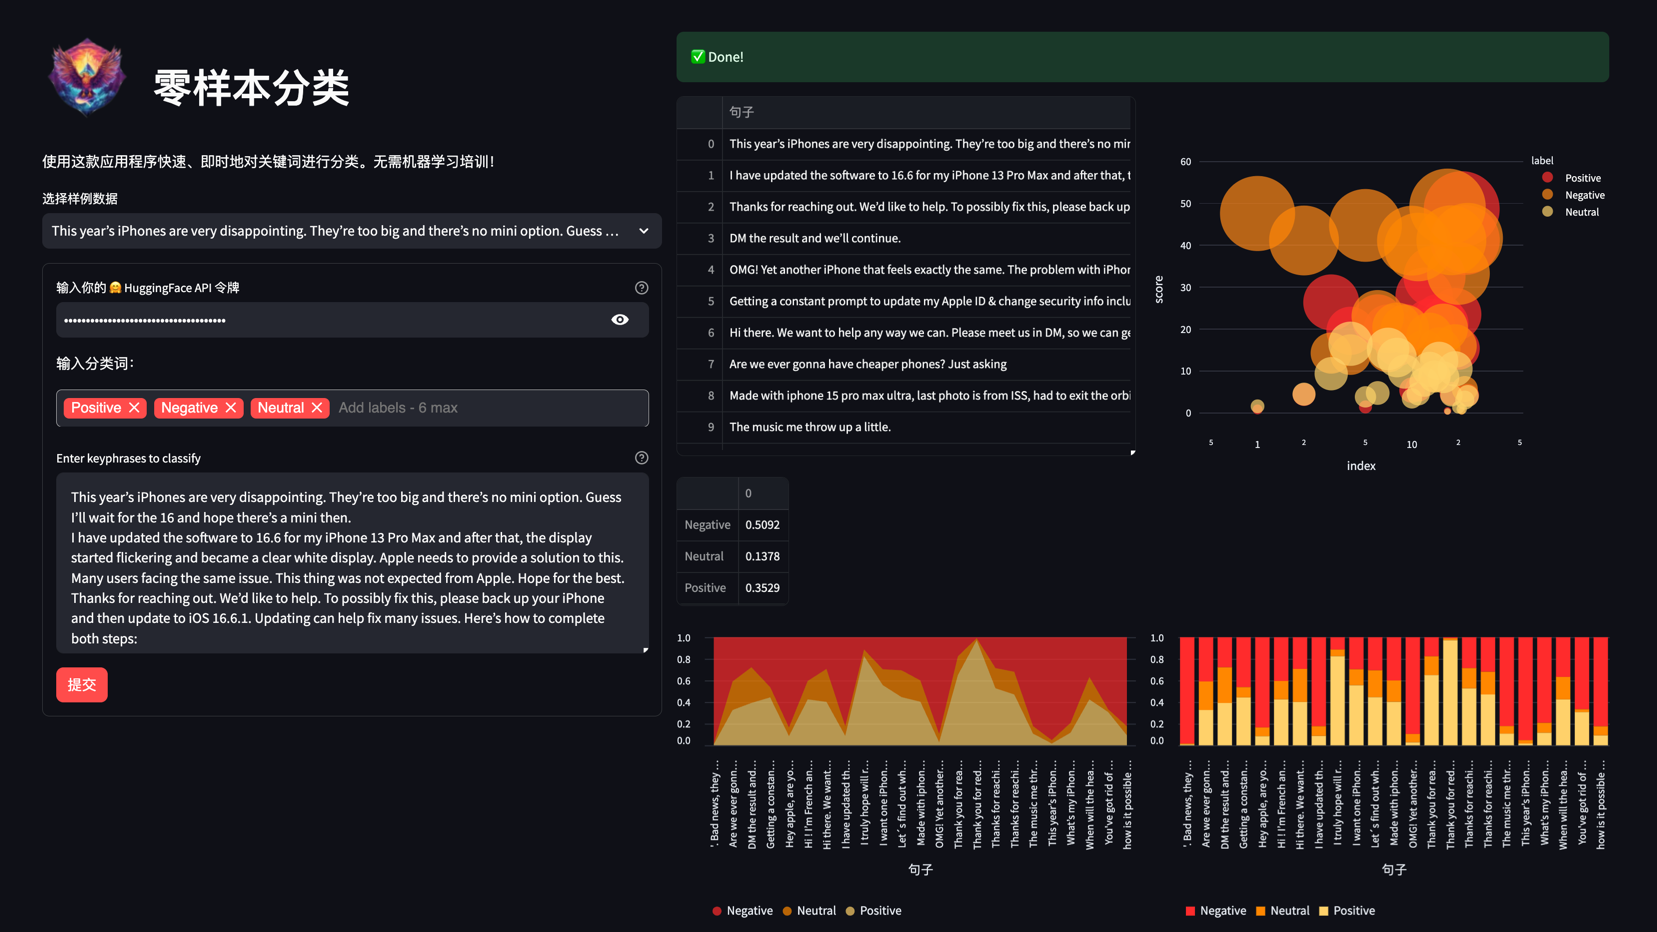 零样本分类
使用这款应用程序快速、即时地对关键词进行分类。无需机器学习培训！
选择样例数据
This year’s iPhones are very disappointing. They’re too big and there’s no mini option. Guess ...
输入你的 🤗 HuggingFace API 令牌
••••••••••••••••••••••••••••••••••••••
输入分类词：
Positive × Negative × Neutral × Add labels - 6 max
Enter keyphrases to classify
This year’s iPhones are very disappointing. They’re too big and there’s no mini option. Guess
I’ll wait for the 16 and hope there’s a mini then.
I have updated the software to 16.6 for my iPhone 13 Pro Max and after that, the display
started flickering and became a clear white display. Apple needs to provide a solution to this.
Many users facing the same issue. This thing was not expected from Apple. Hope for the best.
Thanks for reaching out. We’d like to help. To possibly fix this, please back up your iPhone
and then update to iOS 16.6.1. Updating can help fix many issues. Here’s how to complete
both steps:
提交
✅ Done!
句子
0 This year’s iPhones are very disappointing. They’re too big and there’s no mir
1 I have updated the software to 16.6 for my iPhone 13 Pro Max and after that, t
2 Thanks for reaching out. We’d like to help. To possibly fix this, please back up
3 DM the result and we’ll continue.
4 OMG! Yet another iPhone that feels exactly the same. The problem with iPhor
5 Getting a constant prompt to update my Apple ID & change security info inclu
6 Hi there. We want to help any way we can. Please meet us in DM, so we can ge
7 Are we ever gonna have cheaper phones? Just asking
8 Made with iphone 15 pro max ultra, last photo is from ISS, had to exit the orbi
9 The music me throw up a little.
60
50
40
30
20
10
0
score
5 1 2 5 10 2 5
index
label
Positive
Negative
Neutral
0
Negative 0.5092
Neutral 0.1378
Positive 0.3529
1.0
0.8
0.6
0.4
0.2
0.0
'. Bad news, they ...
Are we ever gonn...
DM the result and...
Getting a constan...
Hey apple, are yo...
Hi ! I'm French an...
Hi there. We want...
I have updated th...
I truly hope will r...
I want one iPhon...
Let´s find out wh...
Made with iphon...
OMG! Yet another...
Thank you for rea...
Thank you for red...
Thanks for reachi...
Thanks for reachi...
The music me thr...
This year’s iPhon...
What’s my iPhon...
When will the hea...
You’ve got rid of ...
how is it possible ...
句子
Negative Neutral Positive
1.0
0.8
0.6
0.4
0.2
0.0
'. Bad news, they ...
Are we ever gonn...
DM the result and...
Getting a constan...
Hey apple, are yo...
Hi ! I'm French an...
Hi there. We want...
I have updated th...
I truly hope will r...
I want one iPhon...
Let´s find out wh...
Made with iphon...
OMG! Yet another...
Thank you for rea...
Thank you for red...
Thanks for reachi...
Thanks for reachi...
The music me thr...
This year’s iPhon...
What’s my iPhon...
When will the hea...
You’ve got rid of ...
how is it possible ...
句子
Negative Neutral Positive